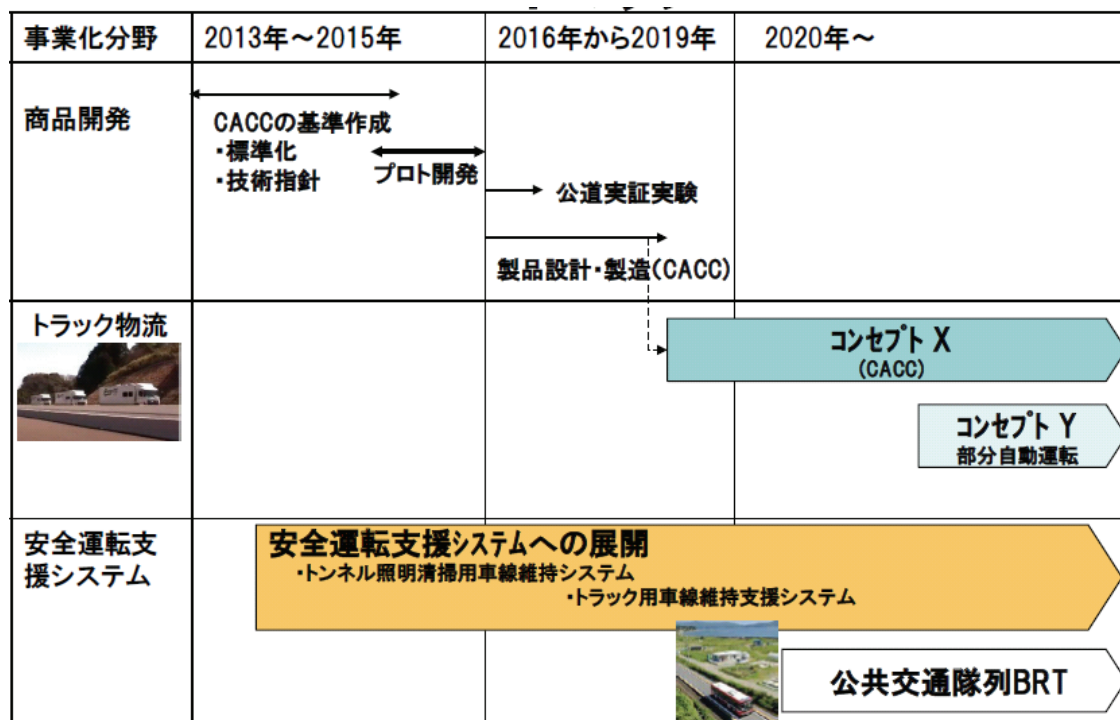 事業化分野
2013年～2015年
2016年から2019年
2020年～
商品開発
CACCの基準作成
・標準化
・技術指針
プロト開発
公道実証実験
製品設計・製造(CACC)
トラック物流
コンセプト X
(CACC)
コンセプト Y
部分自動運転
安全運転支
援システム
安全運転支援システムへの展開
・トンネル照明清掃用車線維持システム
・トラック用車線維持支援システム
公共交通隊列BRT